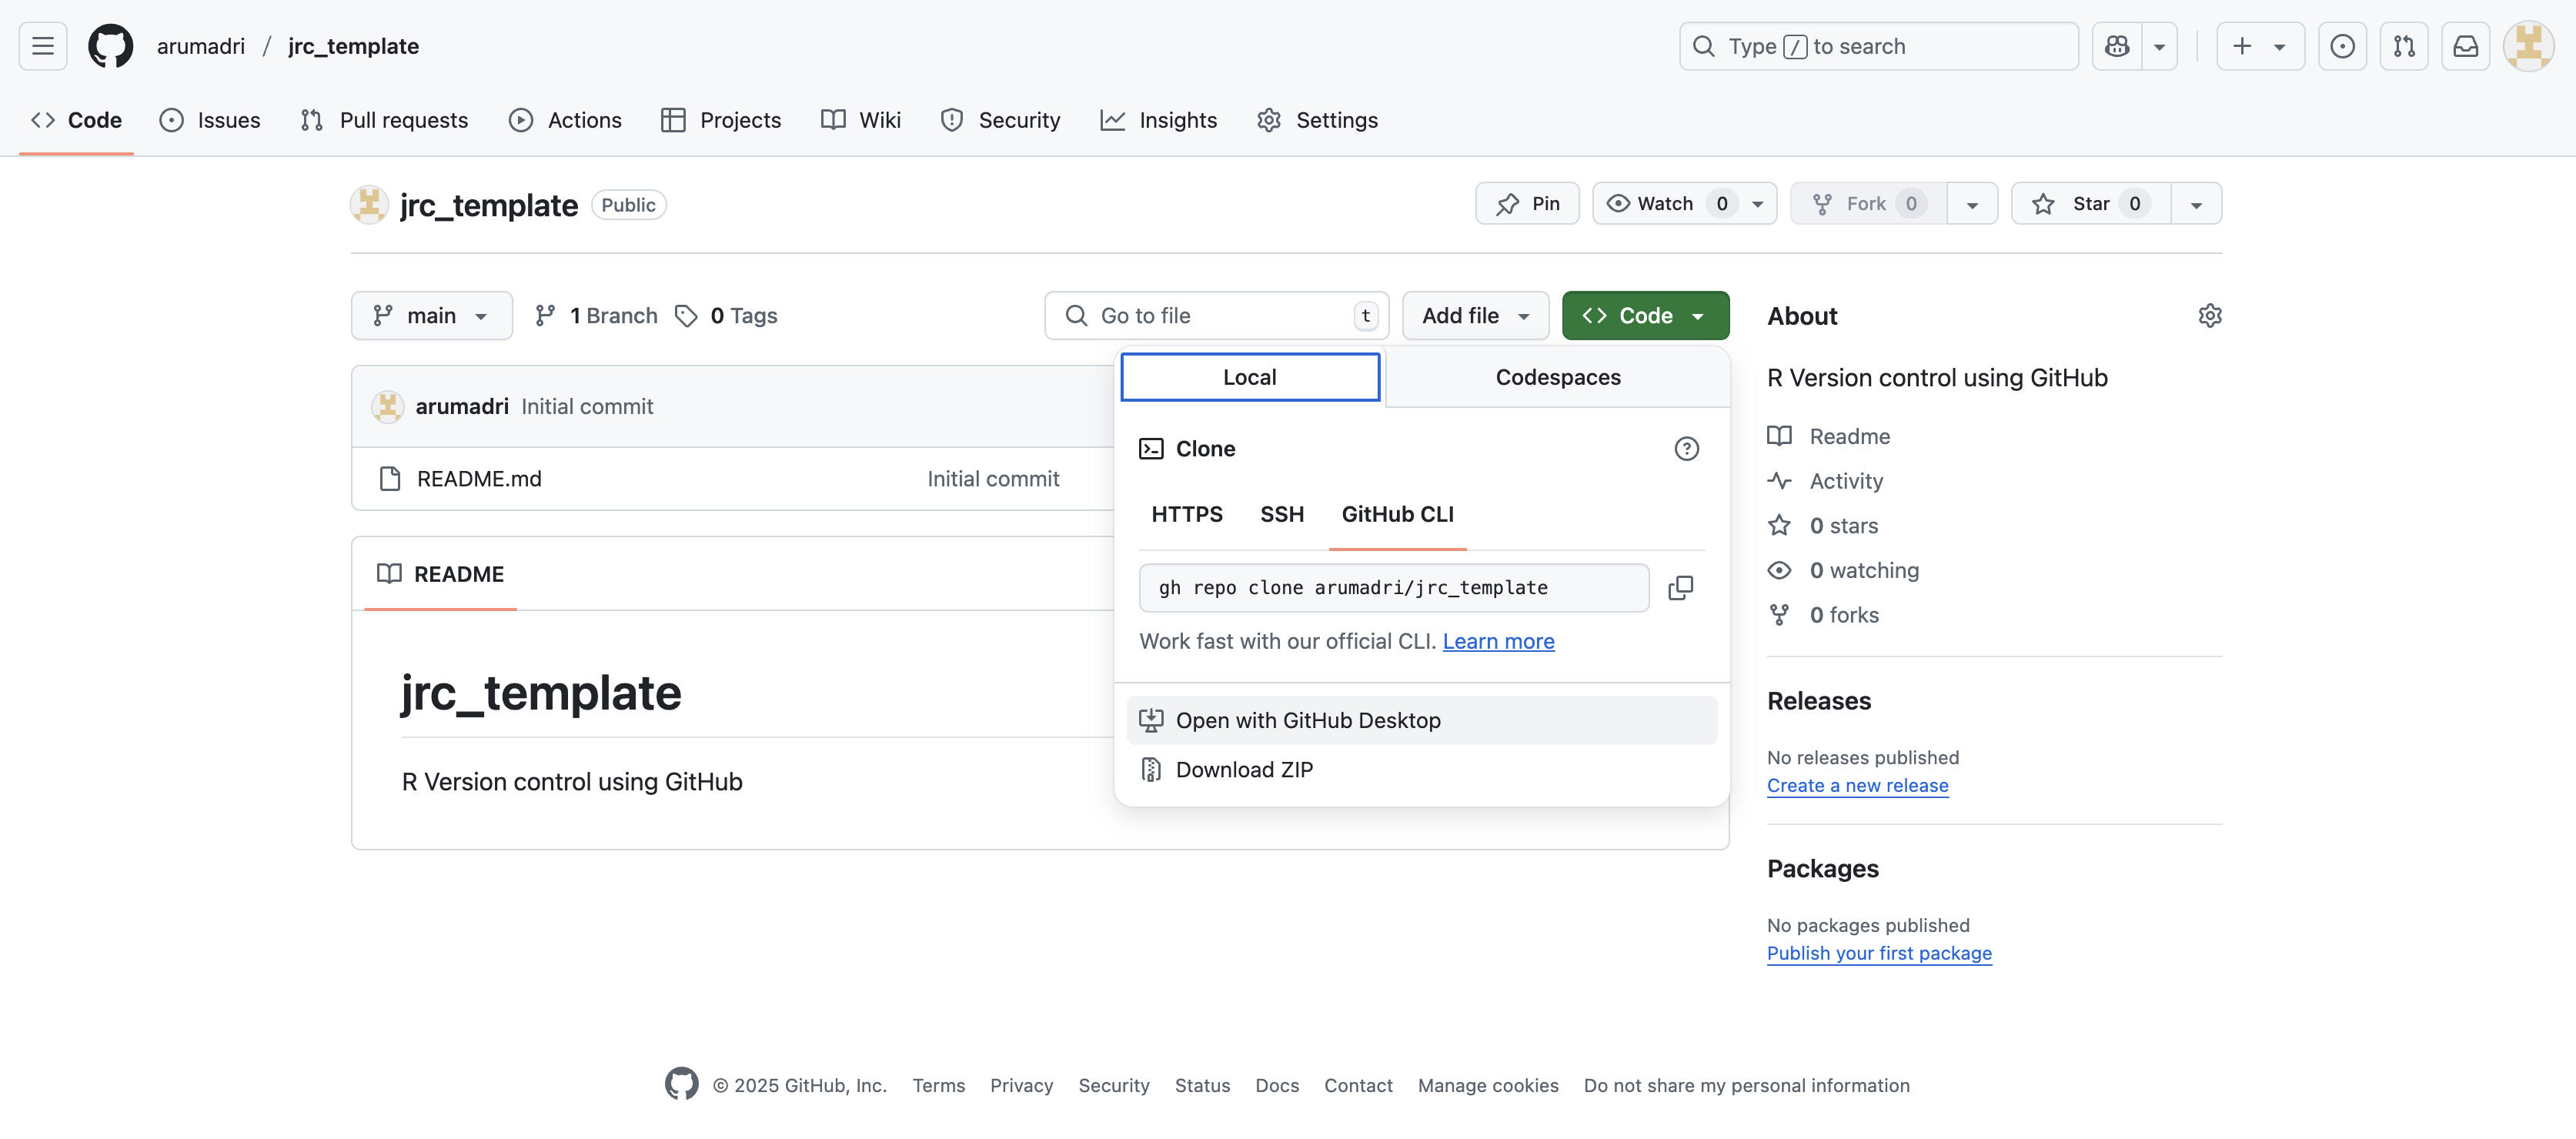 arumadri / jrc_template
Type / to search
Code Issues Pull requests Actions Projects Wiki Security Insights Settings
jrc_template Public
Pin Watch 0 Fork 0 Star 0
main 1 Branch 0 Tags Go to file t Add file Code
arumadri Initial commit
README.md Initial commit
README
jrc_template
R Version control using GitHub
Local Codespaces
Clone
HTTPS SSH GitHub CLI
gh repo clone arumadri/jrc_template
Work fast with our official CLI. Learn more
Open with GitHub Desktop
Download ZIP
About
R Version control using GitHub
Readme
Activity
0 stars
0 watching
0 forks
Releases
No releases published
Create a new release
Packages
No packages published
Publish your first package
© 2025 GitHub, Inc. Terms Privacy Security Status Docs Contact Manage cookies Do not share my personal information